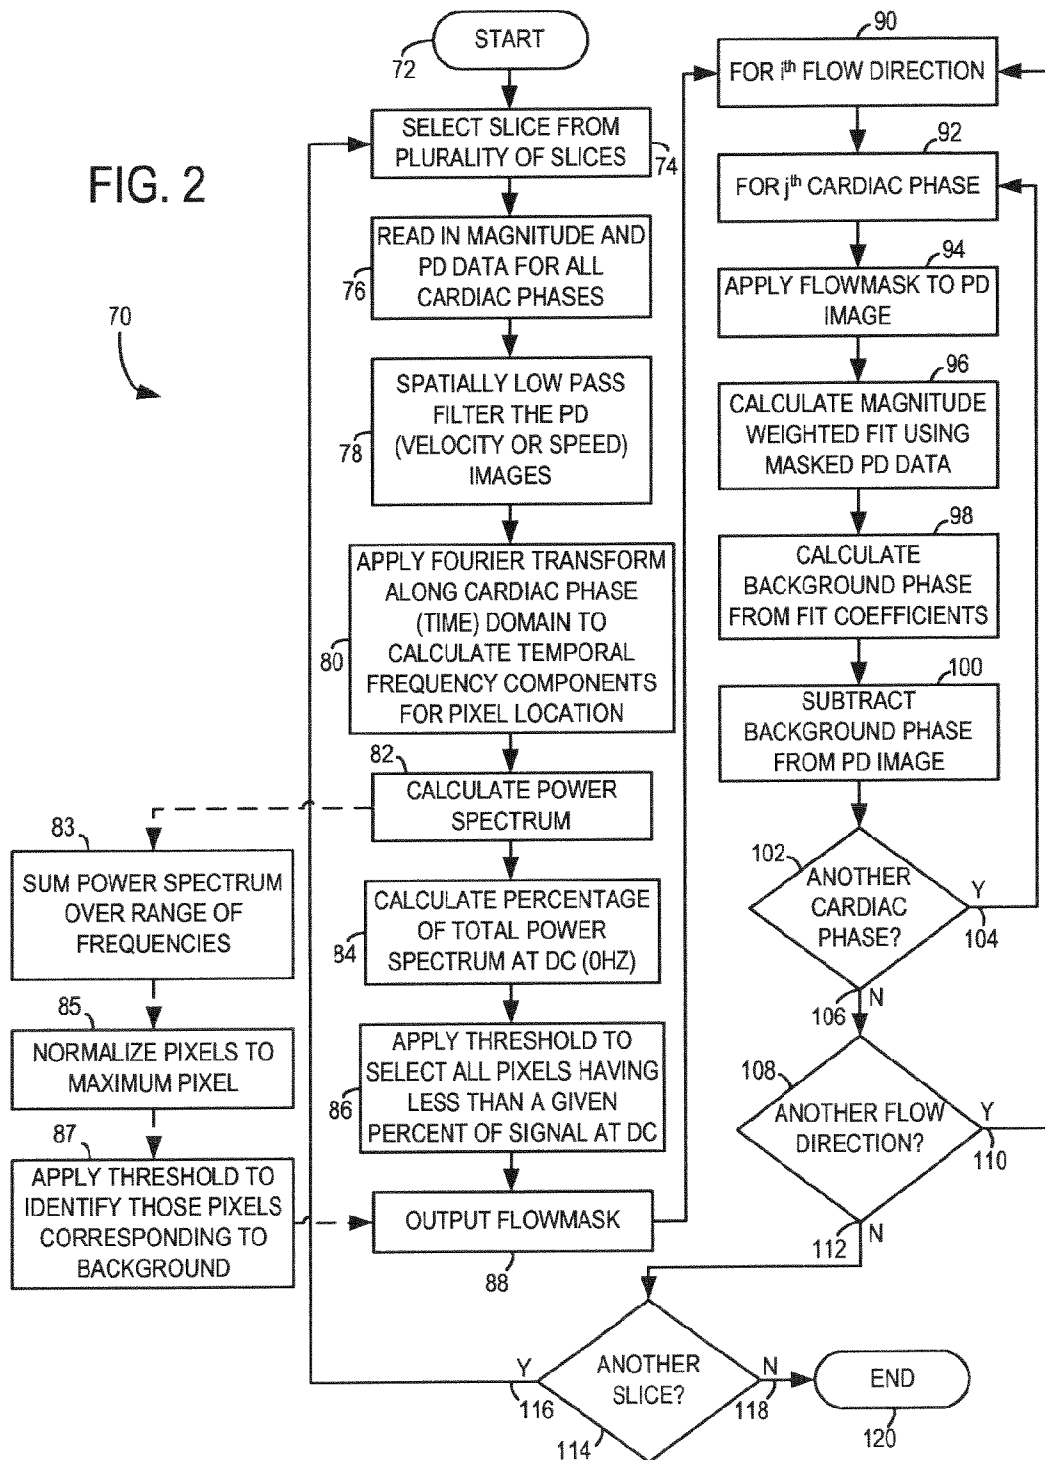 FIG. 2
70
START
72
SELECT SLICE FROM
PLURALITY OF SLICES
74
READ IN MAGNITUDE AND
PD DATA FOR ALL
CARDIAC PHASES
76
SPATIALLY LOW PASS
FILTER THE PD
(VELOCITY OR SPEED)
IMAGES
78
APPLY FOURIER TRANSFORM
ALONG CARDIAC PHASE
(TIME) DOMAIN TO
CALCULATE TEMPORAL
FREQUENCY COMPONENTS
FOR PIXEL LOCATION
80
82
CALCULATE POWER
SPECTRUM
83
SUM POWER SPECTRUM
OVER RANGE OF
FREQUENCIES
85
NORMALIZE PIXELS TO
MAXIMUM PIXEL
87
APPLY THRESHOLD TO
IDENTIFY THOSE PIXELS
CORRESPONDING TO
BACKGROUND
CALCULATE PERCENTAGE
OF TOTAL POWER
SPECTRUM AT DC (0HZ)
84
APPLY THRESHOLD TO
SELECT ALL PIXELS HAVING
LESS THAN A GIVEN
PERCENT OF SIGNAL AT DC
86
OUTPUT FLOWMASK
88
90
FOR ith FLOW DIRECTION
92
FOR jth CARDIAC PHASE
94
APPLY FLOWMASK TO PD
IMAGE
96
CALCULATE MAGNITUDE
WEIGHTED FIT USING
MASKED PD DATA
98
CALCULATE
BACKGROUND PHASE
FROM FIT COEFFICIENTS
100
SUBTRACT
BACKGROUND PHASE
FROM PD IMAGE
102
ANOTHER
CARDIAC
PHASE?
Y
104
106
N
108
ANOTHER FLOW
DIRECTION?
Y
110
112
N
ANOTHER
SLICE?
114
Y
116
N
118
END
120